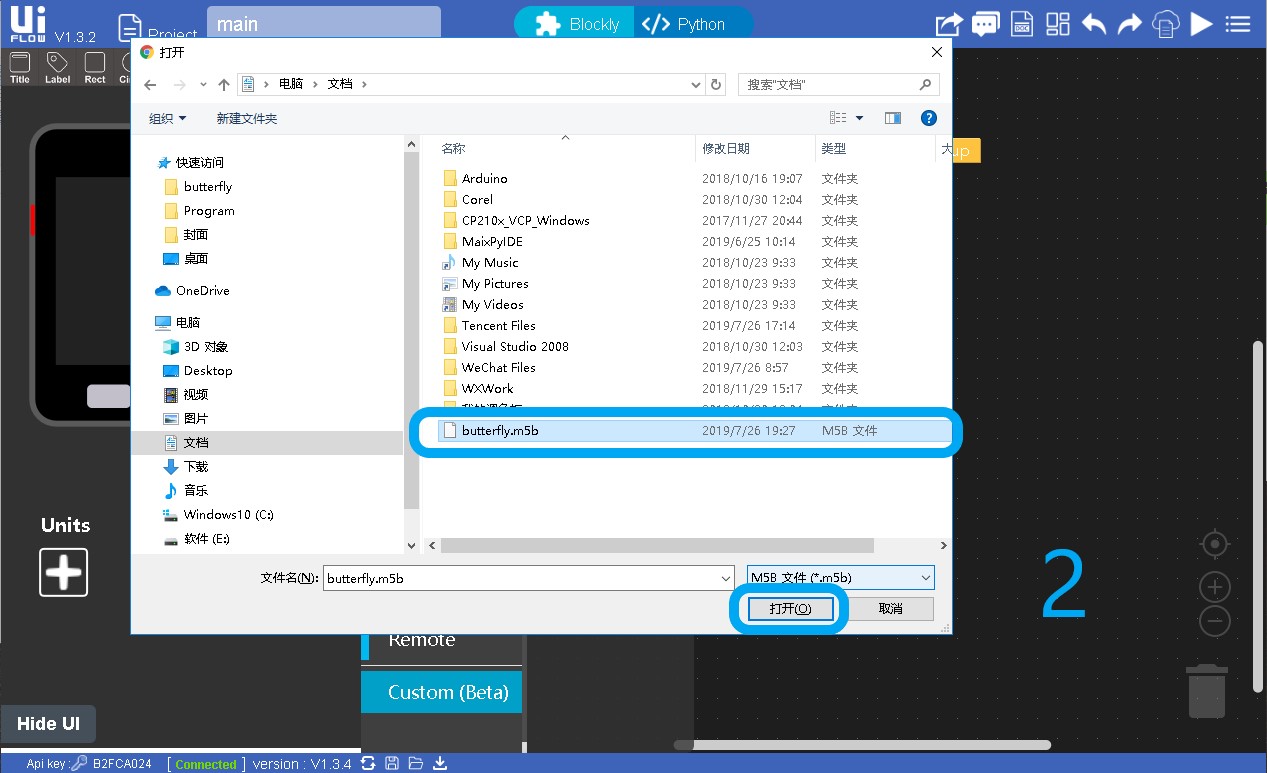 Ui
FLOW V1.3.2
Project
main
Blockly
</> Python
DOC
Title Label Rect
打开
电脑 > 文档 >
搜索"文档"
组织 新建文件夹
快速访问
butterfly
Program
封面
桌面
OneDrive
电脑
3D 对象
Desktop
视频
图片
文档
下载
音乐
Windows10 (C:)
软件 (E:)
名称 修改日期 类型 大
Arduino 2018/10/16 19:07 文件夹
Corel 2018/10/30 12:04 文件夹
CP210x_VCP_Windows 2017/11/27 20:44 文件夹
MaixPyIDE 2019/6/25 10:14 文件夹
My Music 2018/10/23 9:33 文件夹
My Pictures 2018/10/23 9:33 文件夹
My Videos 2018/10/23 9:33 文件夹
Tencent Files 2019/7/26 17:14 文件夹
Visual Studio 2008 2018/10/30 12:03 文件夹
WeChat Files 2019/7/26 8:57 文件夹
WXWork 2018/11/29 15:17 文件夹
butterfly.m5b 2019/7/26 19:27 M5B 文件
up
文件名(N): butterfly.m5b M5B 文件 (*.m5b)
打开(O) 取消
2
Units
Remote
Custom (Beta)
Hide UI
Api key : B2FCA024 [ Connected ] version : V1.3.4